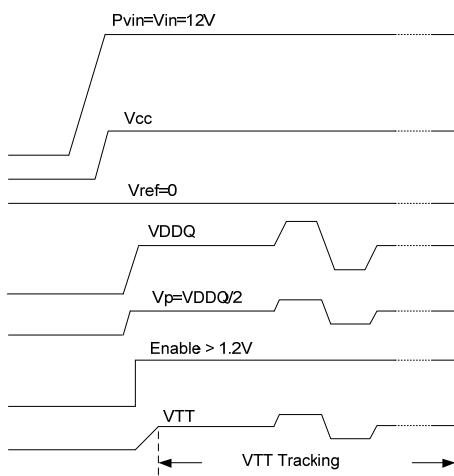 Pvin=Vin=12V
Vcc
Vref=0
VDDQ
Vp=VDDQ/2
Enable > 1.2V
VTT
VTT Tracking